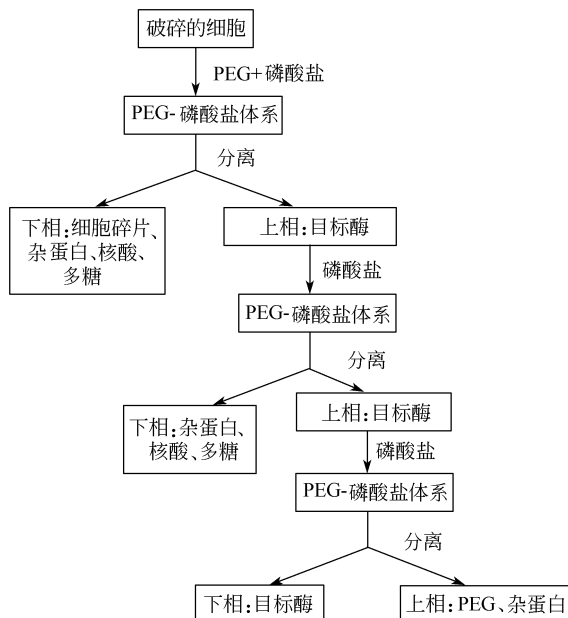 破碎的细胞
PEG+磷酸盐
PEG-磷酸盐体系
分离
下相:细胞碎片、
杂蛋白、核酸、
多糖
上相:目标酶
磷酸盐
PEG-磷酸盐体系
分离
下相:杂蛋白、
核酸、多糖
上相:目标酶
磷酸盐
PEG-磷酸盐体系
分离
下相:目标酶
上相:PEG、杂蛋白